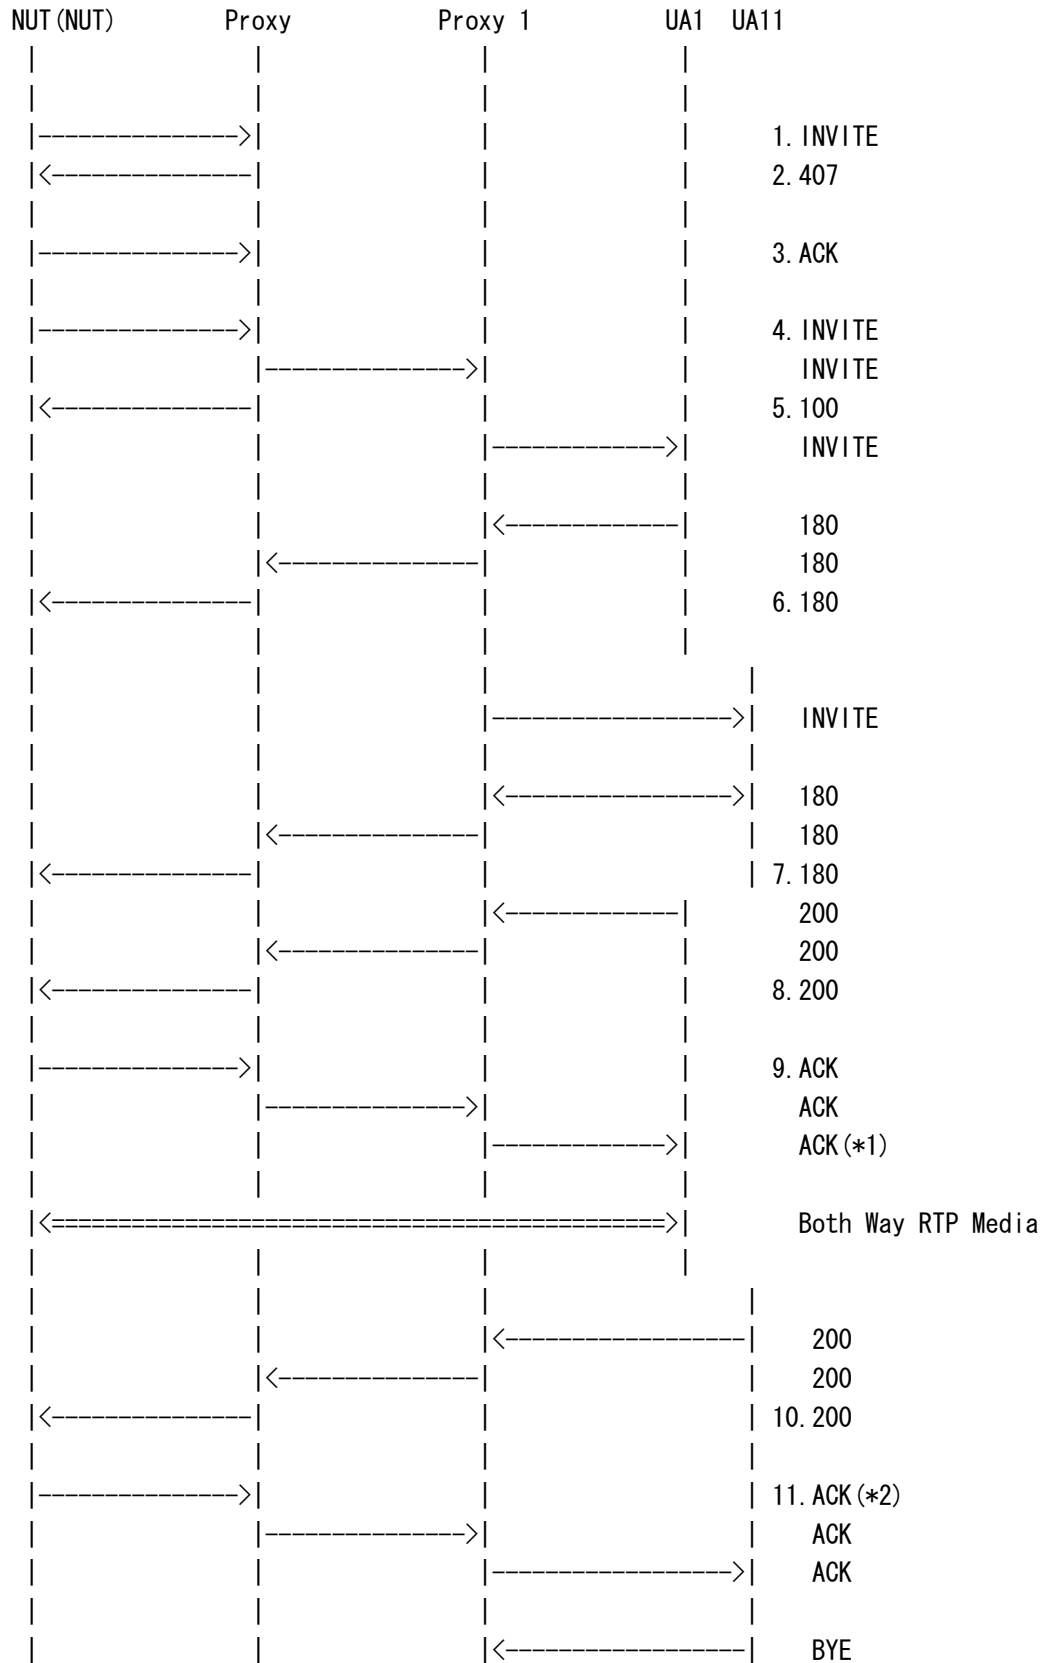 NUT(NUT) Proxy Proxy 1 UA1 UA11
1.INVITE
2.407
3.ACK
4.INVITE
INVITE
5.100
INVITE
180
180
6.180
INVITE
180
180
7.180
200
200
8.200
9.ACK
ACK
ACK(*1)
Both Way RTP Media
200
200
10.200
11.ACK(*2)
ACK
ACK
BYE